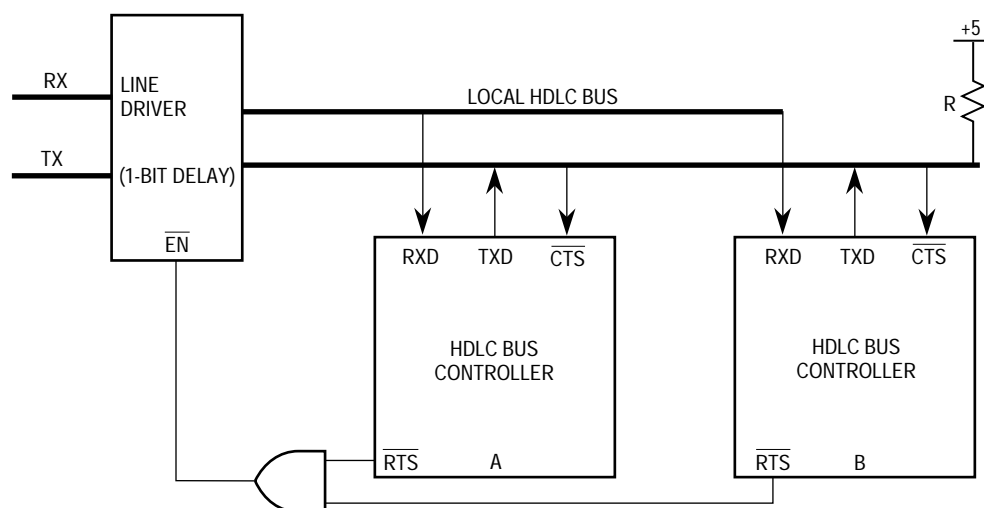 +5
RX
LINE
DRIVER
LOCAL HDLC BUS
R
TX
(1-BIT DELAY)
EN
RXD TXD CTS
RXD TXD CTS
HDLC BUS
CONTROLLER
HDLC BUS
CONTROLLER
RTS A
RTS B